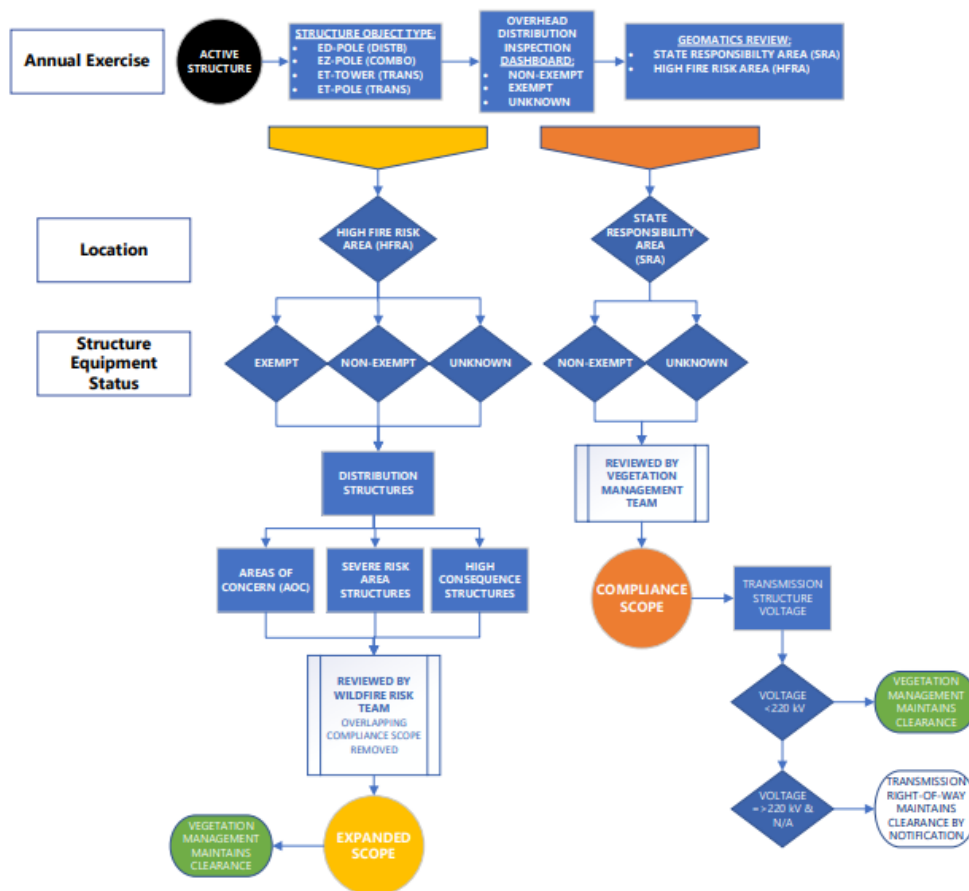 Annual Exercise
ACTIVE
STRUCTURE
STRUCTURE OBJECT TYPE:
• ED-POLE (DISTB)
• EZ-POLE (COMBO)
• ET-TOWER (TRANS)
• ET-POLE (TRANS)
OVERHEAD
DISTRIBUTION
INSPECTION
DASHBOARD:
• NON-EXEMPT
• EXEMPT
• UNKNOWN
GEOMATICS REVIEW:
• STATE RESPONSIBILTY AREA (SRA)
• HIGH FIRE RISK AREA (HFRA)
Location
HIGH FIRE RISK
AREA (HFRA)
STATE
RESPONSIBILITY
AREA
(SRA)
Structure
Equipment
Status
EXEMPT
NON-EXEMPT
UNKNOWN
NON-EXEMPT
UNKNOWN
DISTRIBUTION
STRUCTURES
REVIEWED BY
VEGETATION
MANAGEMENT
TEAM
AREAS OF
CONCERN (AOC)
SEVERE RISK
AREA
STRUCTURES
HIGH
CONSEQUENCE
STRUCTURES
COMPLIANCE
SCOPE
TRANSMISSION
STRUCTURE
VOLTAGE
REVIEWED BY
WILDFIRE RISK
TEAM
OVERLAPPING
COMPLIANCE SCOPE
REMOVED
VOLTAGE
<220 kV
VEGETATION
MANAGEMENT
MAINTAINS
CLEARANCE
VOLTAGE
=>220 kV &
N/A
TRANSMISSION
RIGHT-OF-WAY
MAINTAINS
CLEARANCE BY
NOTIFICATION
VEGETATION
MANAGEMENT
MAINTAINS
CLEARANCE
EXPANDED
SCOPE